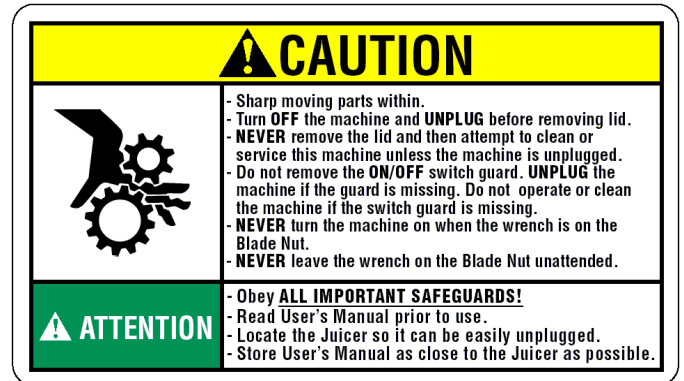 CAUTION
- Sharp moving parts within.
- Turn OFF the machine and UNPLUG before removing lid.
- NEVER remove the lid and then attempt to clean or
service this machine unless the machine is unplugged.
- Do not remove the ON/OFF switch guard. UNPLUG the
machine if the guard is missing. Do not operate or clean
the machine if the switch guard is missing.
- NEVER turn the machine on when the wrench is on the
Blade Nut.
- NEVER leave the wrench on the Blade Nut unattended.
ATTENTION
- Obey ALL IMPORTANT SAFEGUARDS!
- Read User's Manual prior to use.
- Locate the Juicer so it can be easily unplugged.
- Store User's Manual as close to the Juicer as possible.